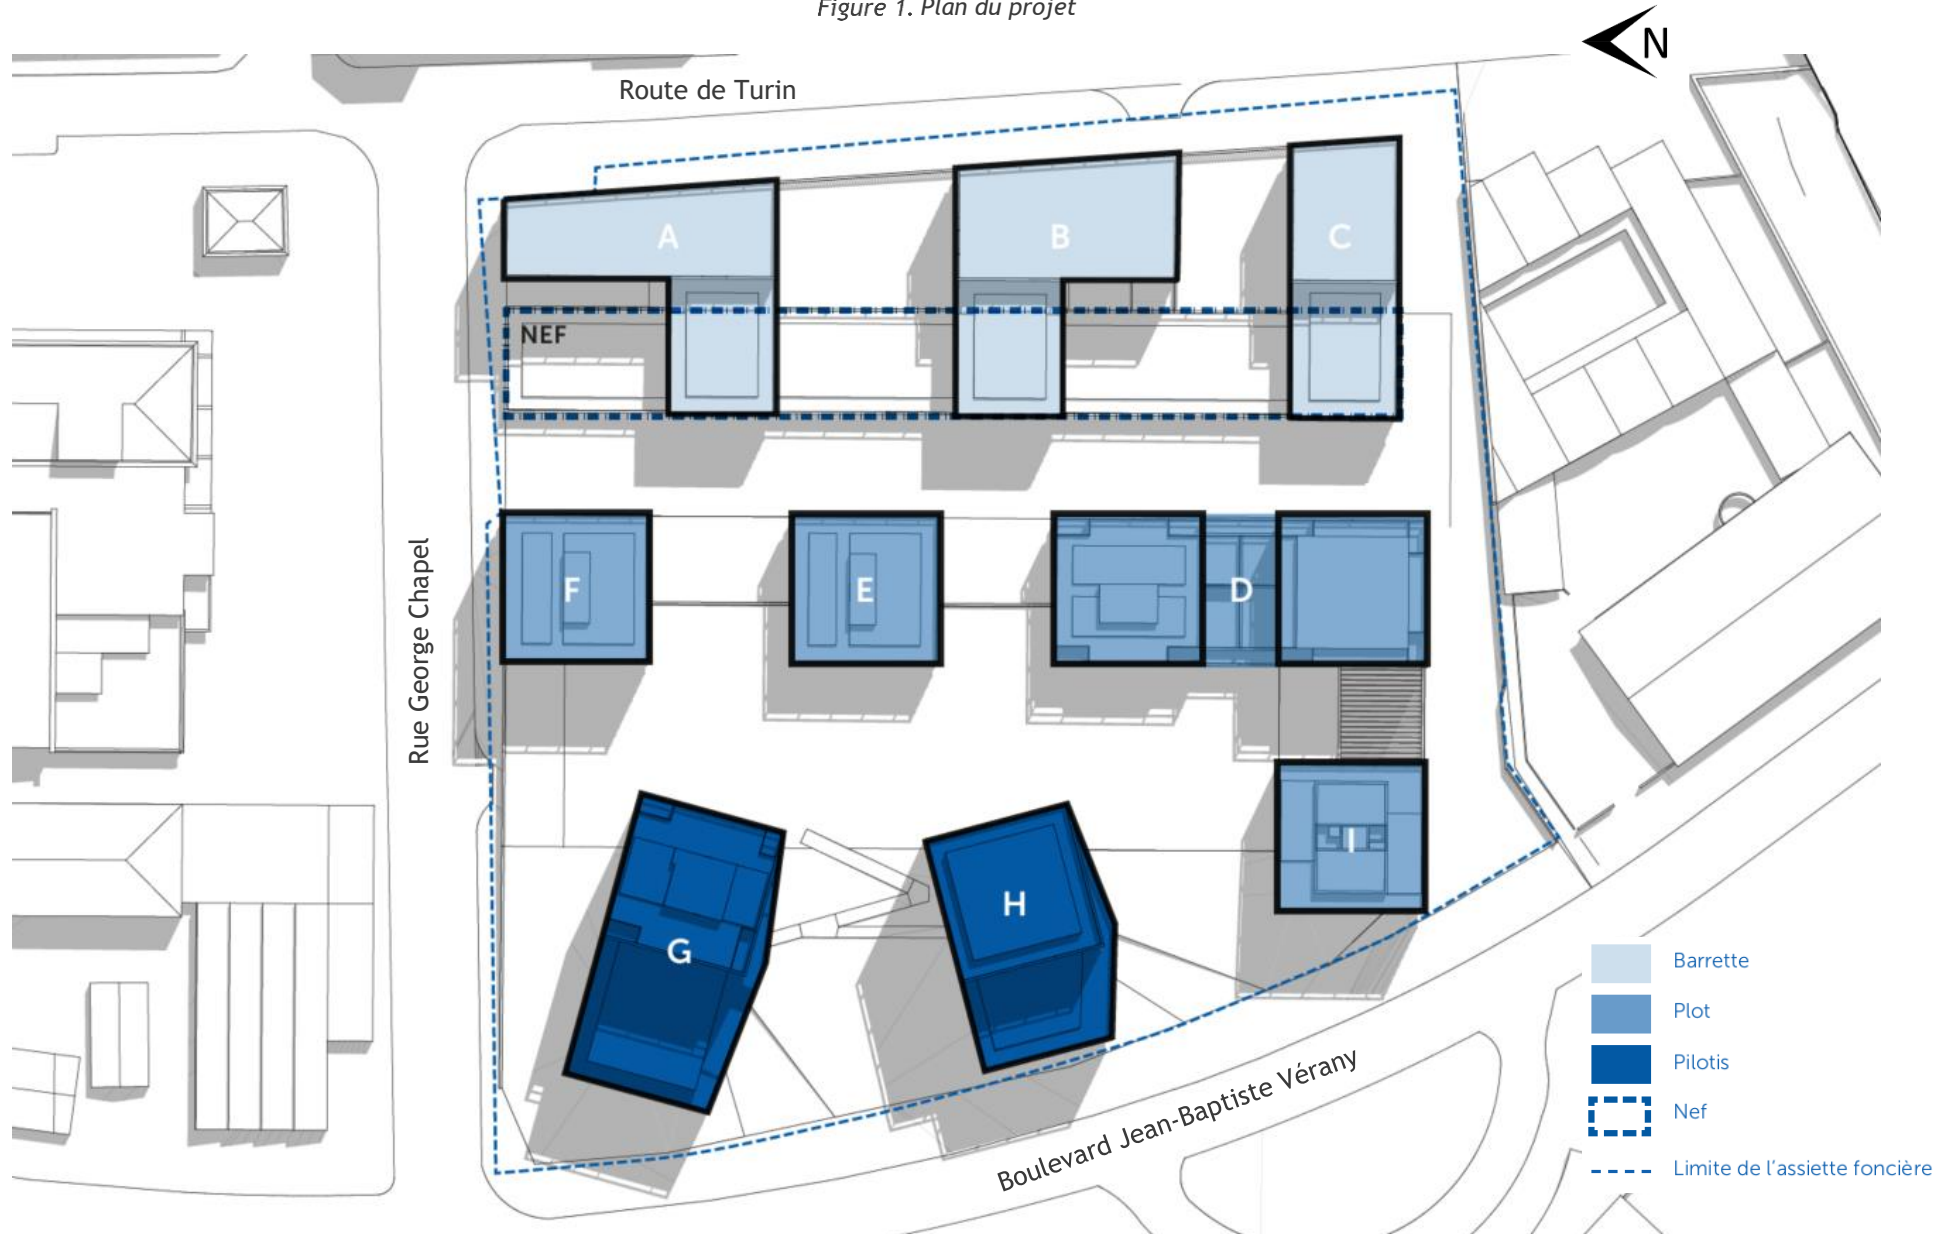 Figure 1. Plan du projet
N
Route de Turin
A
B
C
NEF
Rue George Chapel
F
E
D
I
H
G
Boulevard Jean-Baptiste Vérany
Barrette
Plot
Pilotis
Nef
Limite de l'assiette foncière